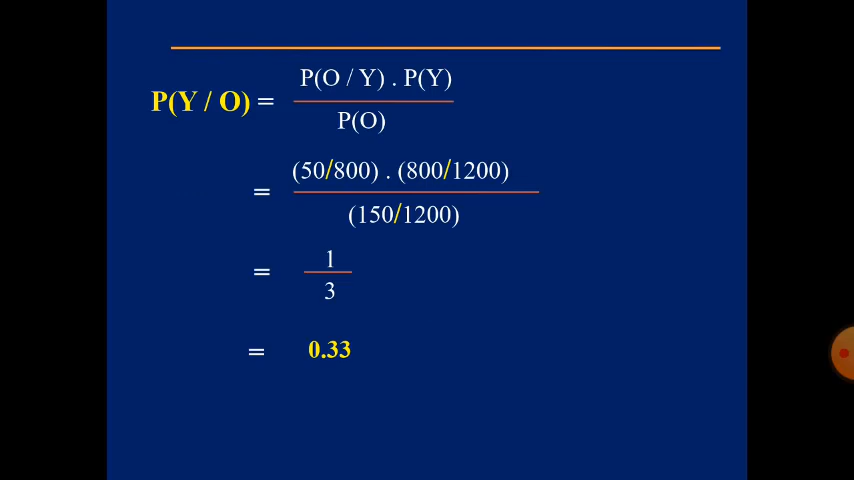 P(Y / O) = P(O / Y) . P(Y)
P(O)
= (50/800) . (800/1200)
(150/1200)
= 1
3
= 0.33